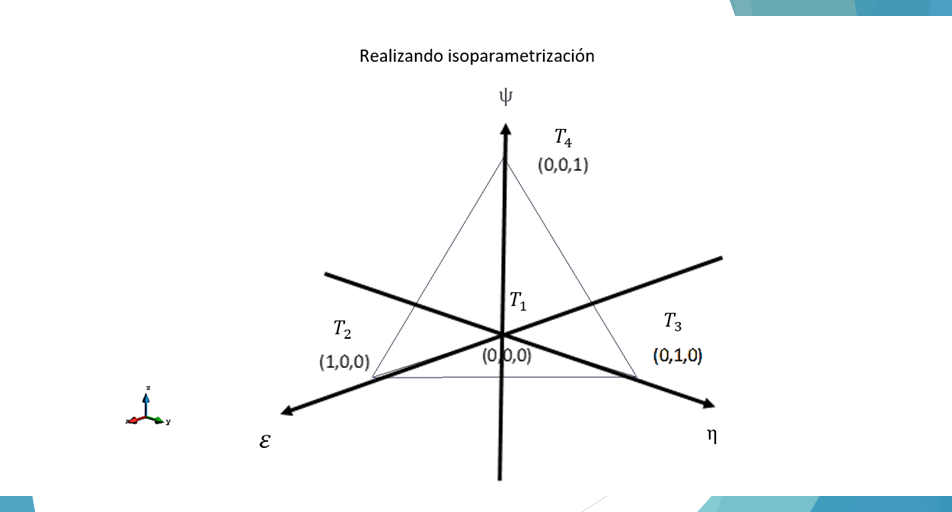 Realizando isoparametrización
ψ
T₄
(0,0,1)
T₁
T₂
T₃
(1,0,0)
(0,0,0)
(0,1,0)
z
x
y
ε
η